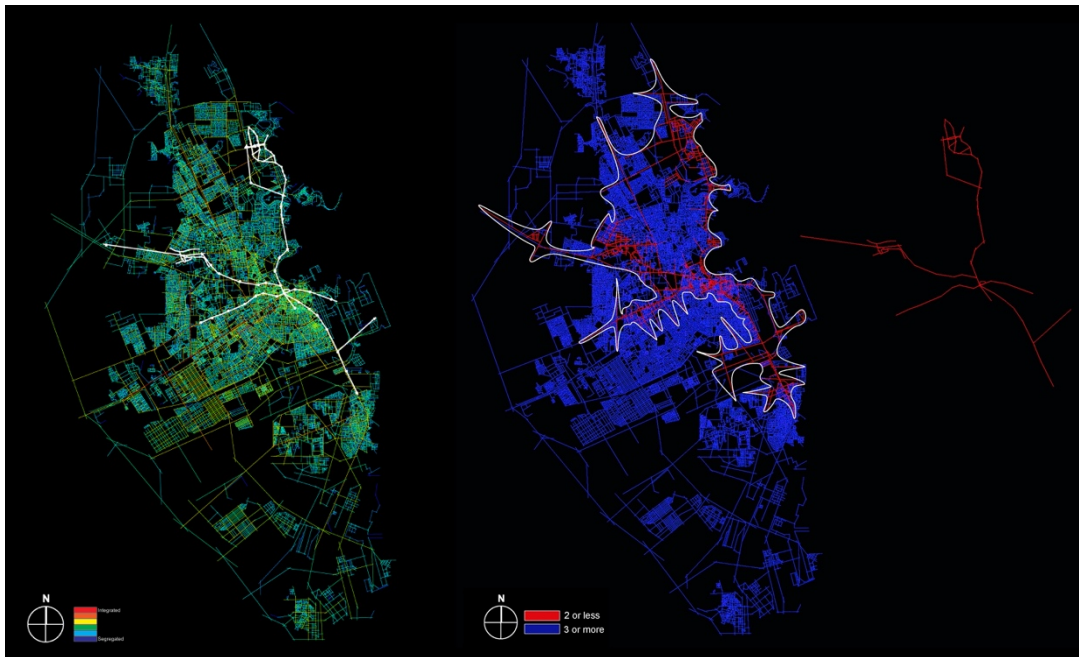 N
Integrated
Segregated
N
2 or less
3 or more